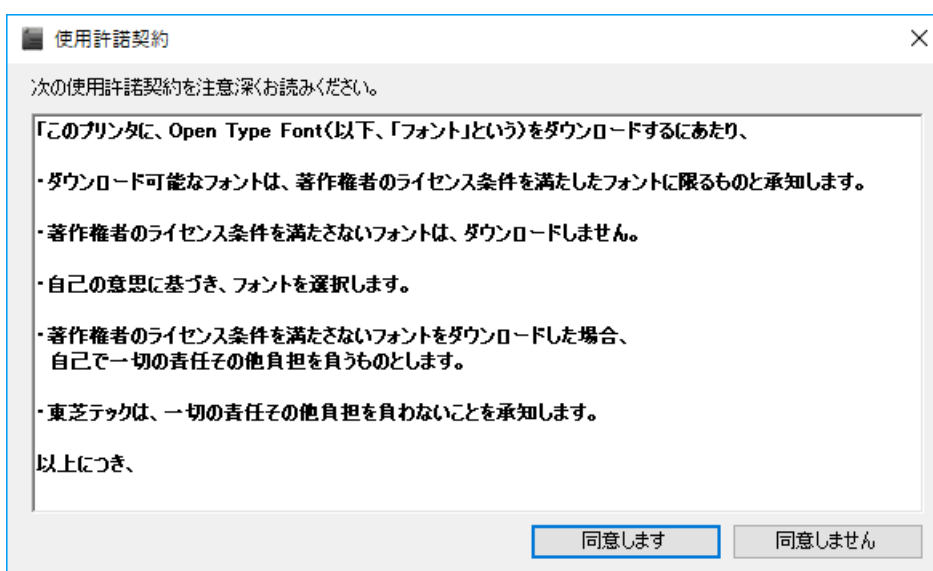 使用許諾契約
次の使用許諾契約を注意深くお読みください。
「このプリンタに、Open Type Font(以下、「フォント」という)をダウンロードするにあたり、
・ダウンロード可能なフォントは、著作権者のライセンス条件を満たしたフォントに限るものと承知します。
・著作権者のライセンス条件を満たさないフォントは、ダウンロードしません。
・自己の意思に基づき、フォントを選択します。
・著作権者のライセンス条件を満たさないフォントをダウンロードした場合、
自己で一切の責任その他負担を負うものとします。
・東芝テックは、一切の責任その他負担を負わないことを承知します。
以上につき、
同意します 同意しません